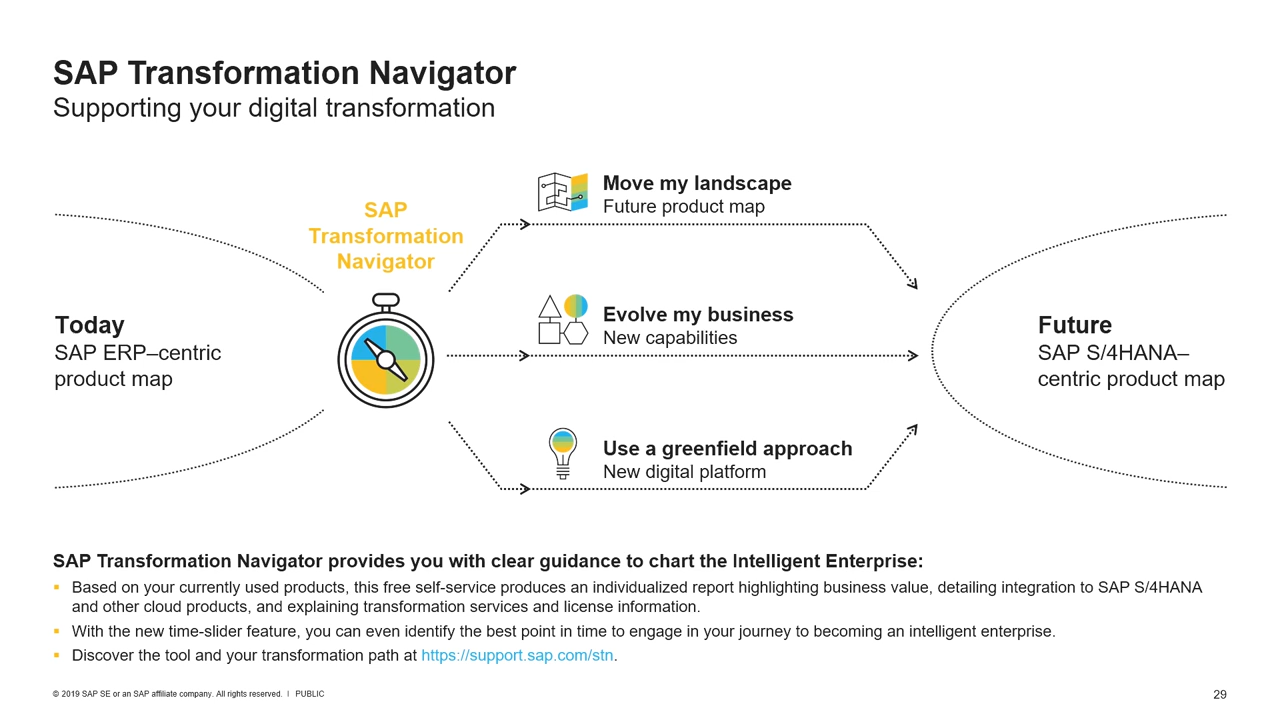 SAP Transformation Navigator
Supporting your digital transformation
SAP
Transformation
Navigator
Today
SAP ERP–centric
product map
Move my landscape
Future product map
Evolve my business
New capabilities
Use a greenfield approach
New digital platform
Future
SAP S/4HANA–
centric product map
SAP Transformation Navigator provides you with clear guidance to chart the Intelligent Enterprise:
▪ Based on your currently used products, this free self-service produces an individualized report highlighting business value, detailing integration to SAP S/4HANA
and other cloud products, and explaining transformation services and license information.
▪ With the new time-slider feature, you can even identify the best point in time to engage in your journey to becoming an intelligent enterprise.
▪ Discover the tool and your transformation path at https://support.sap.com/stn.
© 2019 SAP SE or an SAP affiliate company. All rights reserved. | PUBLIC
29